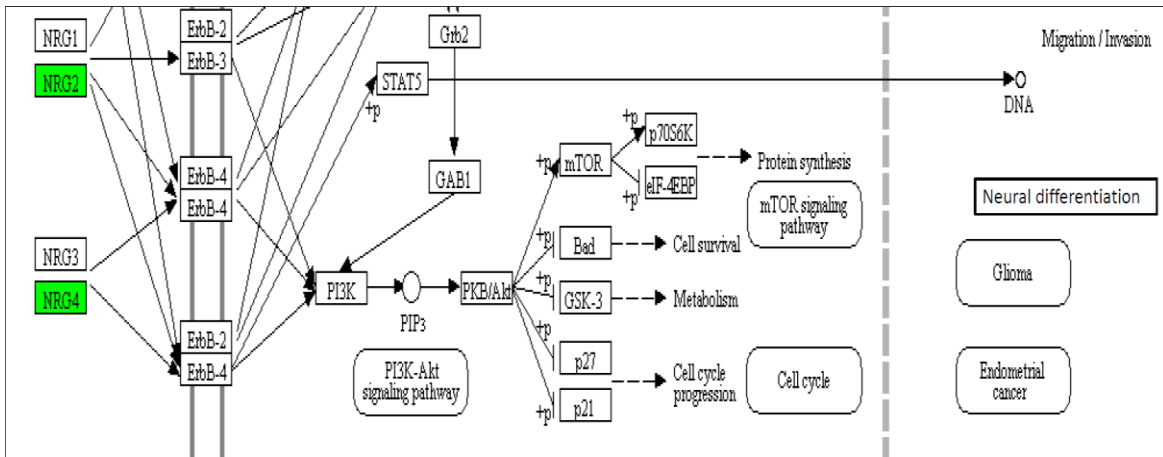 NRG1
NRG2
NRG3
NRG4
ErbB-2
ErbB-3
ErbB-4
ErbB-4
ErbB-2
ErbB-4
Grb2
STAT5
+p
GAB1
PI3K
PIP3
PKB/Akt
PI3K-Akt
signaling pathway
+p
mTOR
+p
p70S6K
eIF-4EBP
+p
Protein synthesis
mTOR signaling
pathway
+p
Bad
Cell survival
+p
GSK-3
Metabolism
+p
p27
p21
+p
Cell cycle
progression
Cell cycle
Migration / Invasion
DNA
Neural differentiation
Glioma
Endometrial
cancer